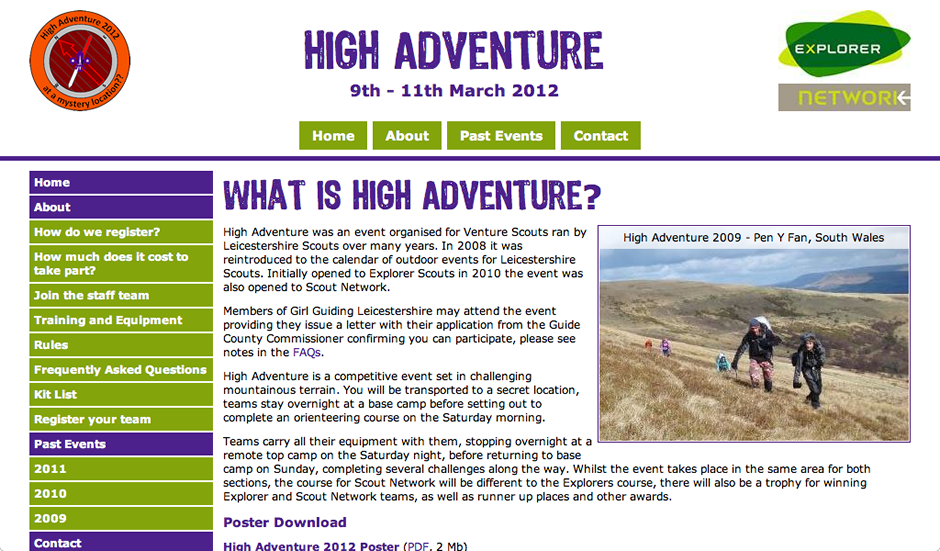 High Adventure 2012
at a mystery location??
HIGH ADVENTURE
9th - 11th March 2012
EXPLORER
NETWORK
Home
About
Past Events
Contact
Home
About
How do we register?
How much does it cost to
take part?
Join the staff team
Training and Equipment
Rules
Frequently Asked Questions
Kit List
Register your team
Past Events
2011
2010
2009
Contact
WHAT IS HIGH ADVENTURE?
High Adventure was an event organised for Venture Scouts ran by
Leicestershire Scouts over many years. In 2008 it was
reintroduced to the calendar of outdoor events for Leicestershire
Scouts. Initially opened to Explorer Scouts in 2010 the event was
also opened to Scout Network.
Members of Girl Guiding Leicestershire may attend the event
providing they issue a letter with their application from the Guide
County Commissioner confirming you can participate, please see
notes in the FAQs.
High Adventure is a competitive event set in challenging
mountainous terrain. You will be transported to a secret location,
teams stay overnight at a base camp before setting out to
complete an orienteering course on the Saturday morning.
Teams carry all their equipment with them, stopping overnight at a
remote top camp on the Saturday night, before returning to base
camp on Sunday, completing several challenges along the way. Whilst the event takes place in the same area for both
sections, the course for Scout Network will be different to the Explorers course, there will also be a trophy for winning
Explorer and Scout Network teams, as well as runner up places and other awards.
High Adventure 2009 - Pen Y Fan, South Wales
Poster Download
High Adventure 2012 Poster (PDF, 2 Mb)